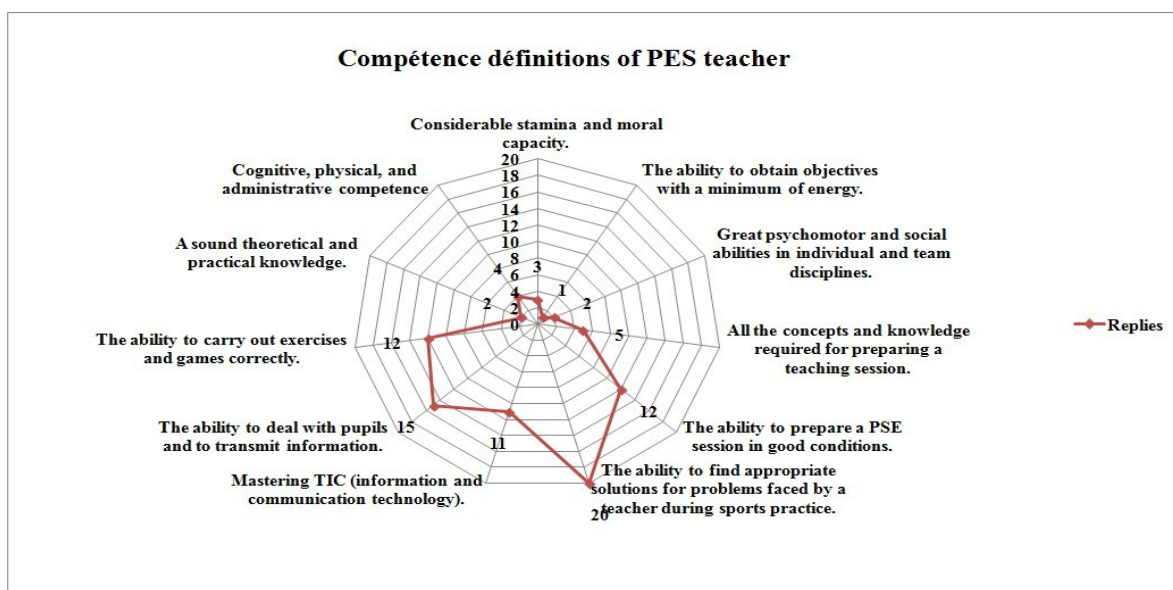 Compétence définitions of PES teacher
Considerable stamina and moral
capacity.
The ability to obtain objectives
with a minimum of energy.
Great psychomotor and social
abilities in individual and team
disciplines.
All the concepts and knowledge
required for preparing a
teaching session.
The ability to prepare a PSE
session in good conditions.
The ability to find appropriate
solutions for problems faced by a
teacher during sports practice.
Mastering TIC (information and
communication technology).
The ability to deal with pupils
and to transmit information.
The ability to carry out exercises
and games correctly.
A sound theoretical and
practical knowledge.
Cognitive, physical, and
administrative competence
20
18
16
14
12
10
8
6
4
2
0
3
1
2
5
12
20
11
15
12
2
4
Replies